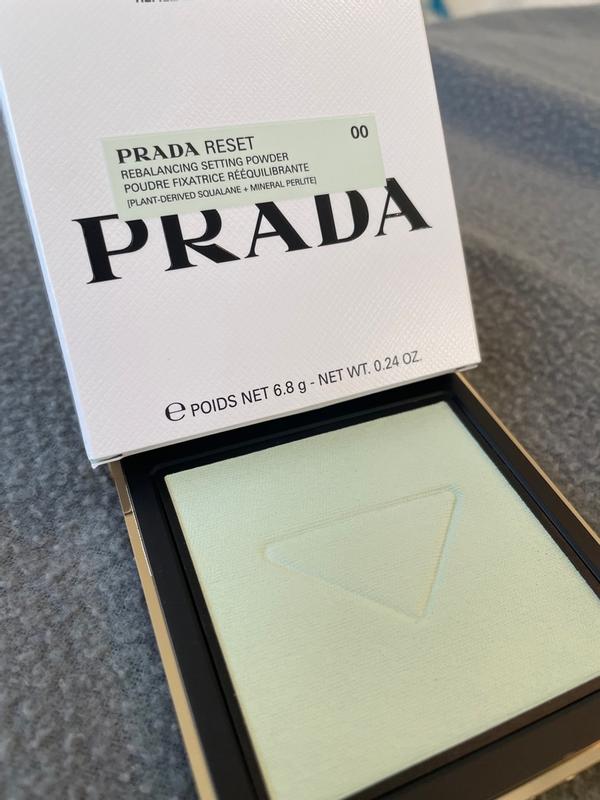 PRADA RESET 00
REBALANCING SETTING POWDER
POUDRE FIXATRICE RÉÉQUILIBRANTE
[PLANT-DERIVED SQUALANE + MINERAL PERLITE]
PRADA
℮ POIDS NET 6.8 g - NET WT. 0.24 OZ.